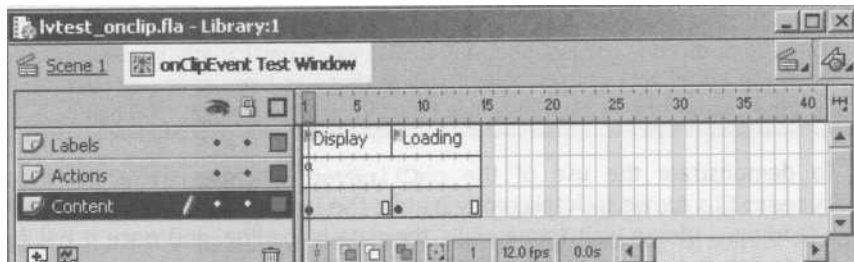 lvtest_onclip.fla - Library:1
Scene 1 onClipEvent Test Window
1 5 10 15 20 25 30 35 40
Labels Display Loading
Actions a
Content
1 12.0 fps 0.0s